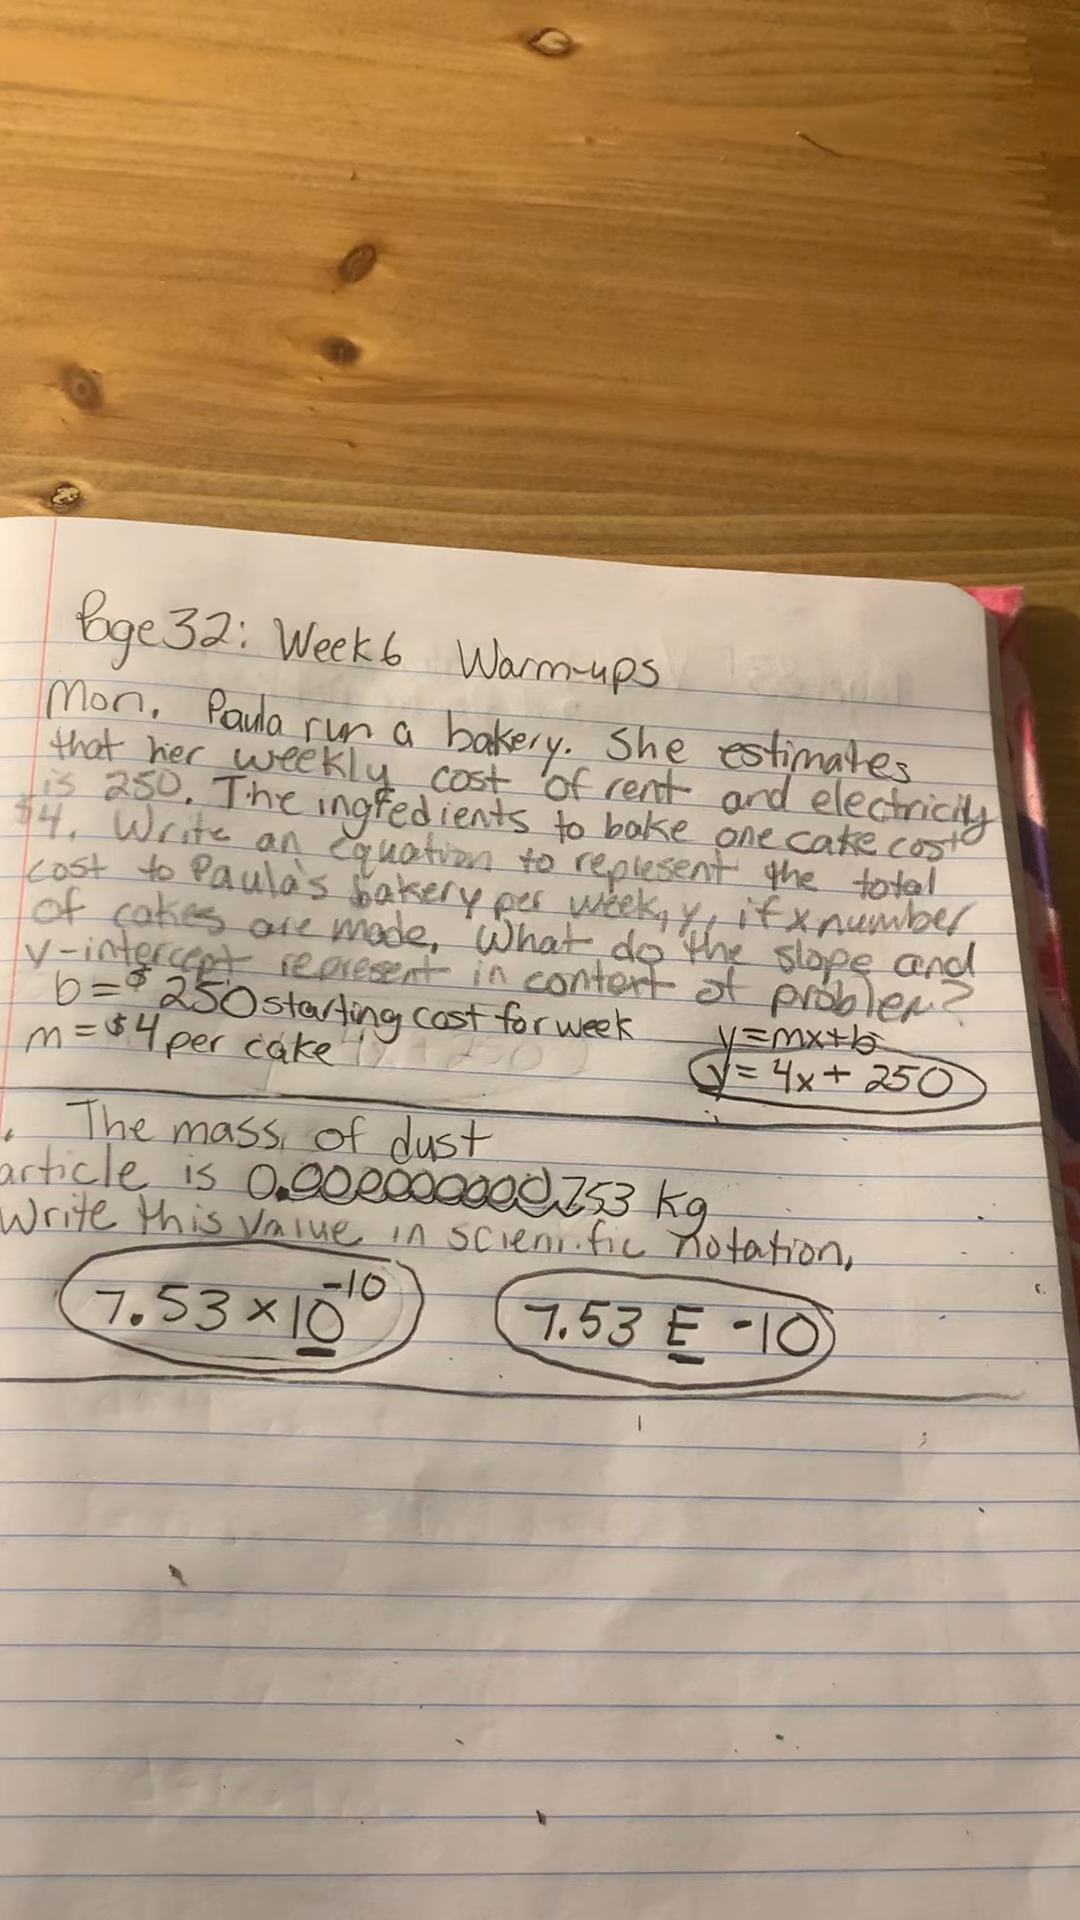 Page 32: Week 6 Warm-ups
Mon. Paula run a bakery. She estimates
that her weekly cost of rent and electricity
is 250. The ingredients to bake one cake cost
$4. Write an equation to represent the total
cost to Paula's bakery per week, y, if x number
of cakes are made. What do the slope and
y-intercept represent in context of problem?
b = $250 starting cost for week
m = $4 per cake
y = mx+b
y = 4x + 250
. The mass of dust
article is 0. 753 kg
Write this value in scientific notation.
7.53 x 10^-10
7.53 E -10